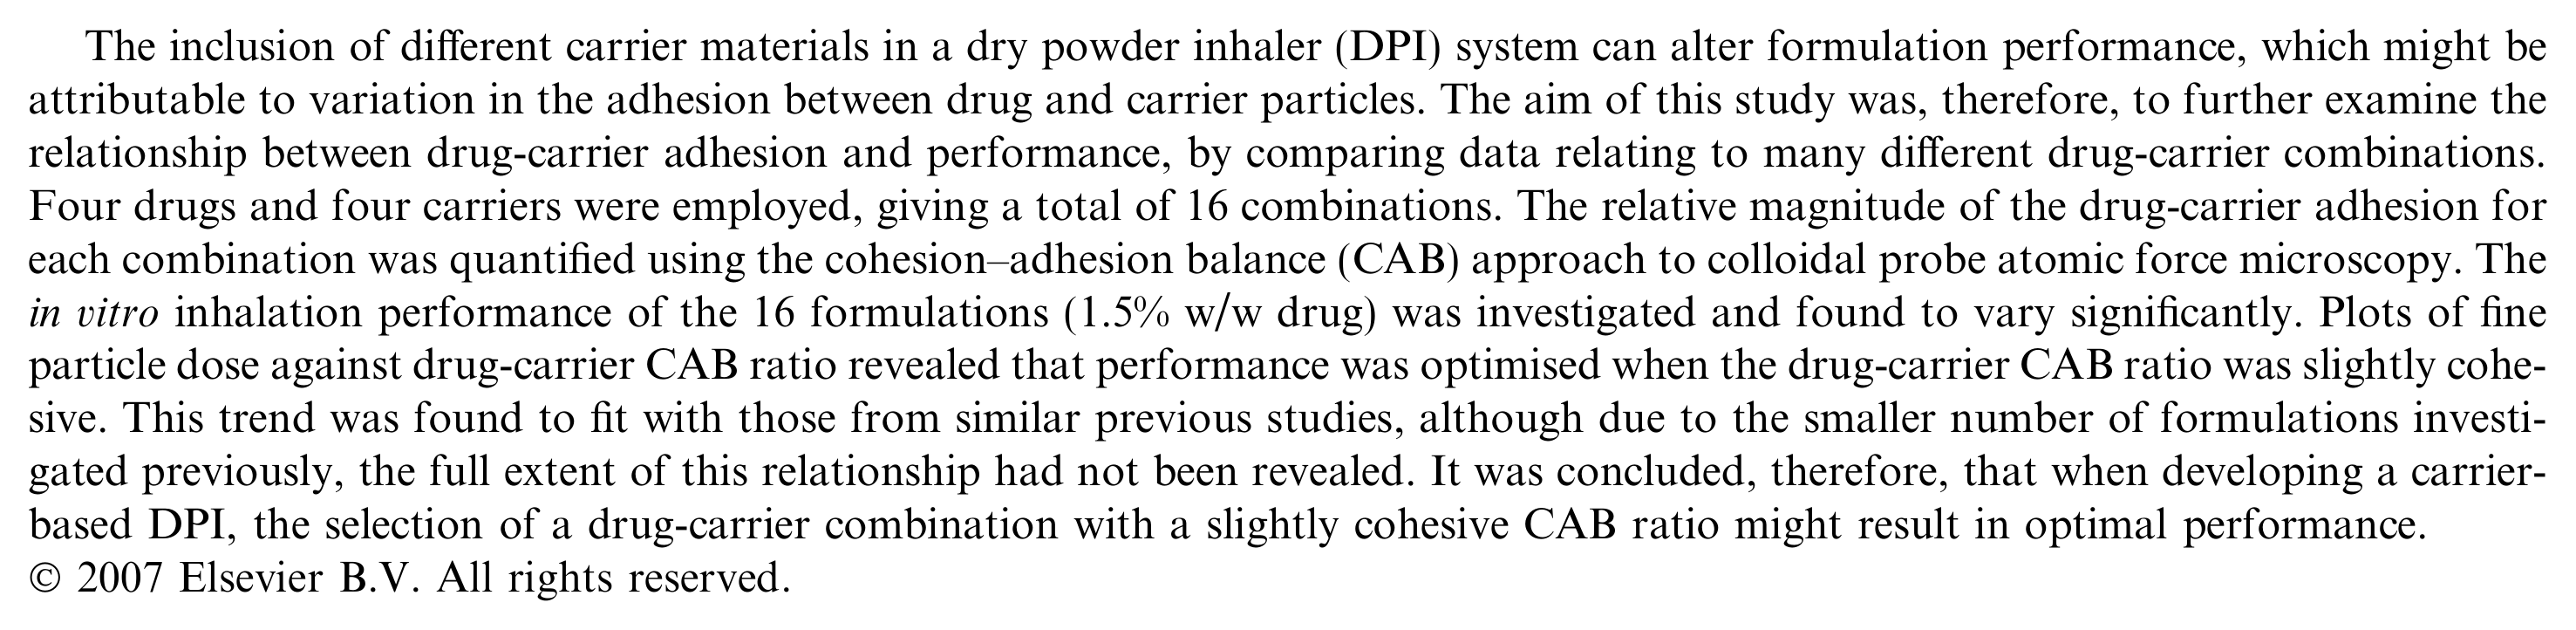 The inclusion of different carrier materials in a dry powder inhaler (DPI) system can alter formulation performance, which might be
attributable to variation in the adhesion between drug and carrier particles. The aim of this study was, therefore, to further examine the
relationship between drug-carrier adhesion and performance, by comparing data relating to many different drug-carrier combinations.
Four drugs and four carriers were employed, giving a total of 16 combinations. The relative magnitude of the drug-carrier adhesion for
each combination was quantified using the cohesion–adhesion balance (CAB) approach to colloidal probe atomic force microscopy. The
in vitro inhalation performance of the 16 formulations (1.5% w/w drug) was investigated and found to vary significantly. Plots of fine
particle dose against drug-carrier CAB ratio revealed that performance was optimised when the drug-carrier CAB ratio was slightly cohe-
sive. This trend was found to fit with those from similar previous studies, although due to the smaller number of formulations investi-
gated previously, the full extent of this relationship had not been revealed. It was concluded, therefore, that when developing a carrier-
based DPI, the selection of a drug-carrier combination with a slightly cohesive CAB ratio might result in optimal performance.
© 2007 Elsevier B.V. All rights reserved.